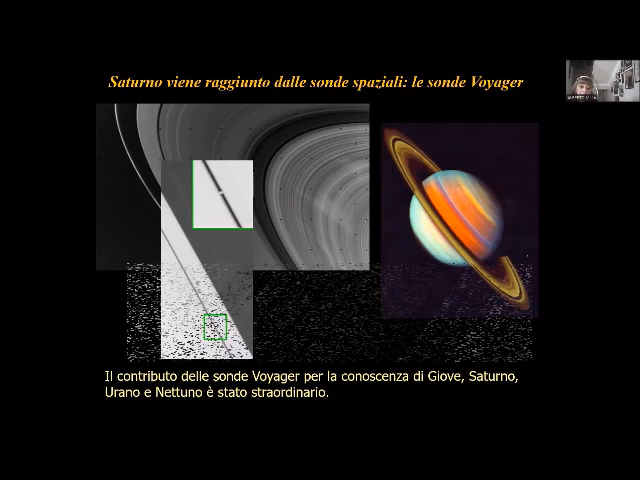 Saturno viene raggiunto dalle sonde spaziali: le sonde Voyager
Il contributo delle sonde Voyager per la conoscenza di Giove, Saturno,
Urano e Nettuno è stato straordinario.